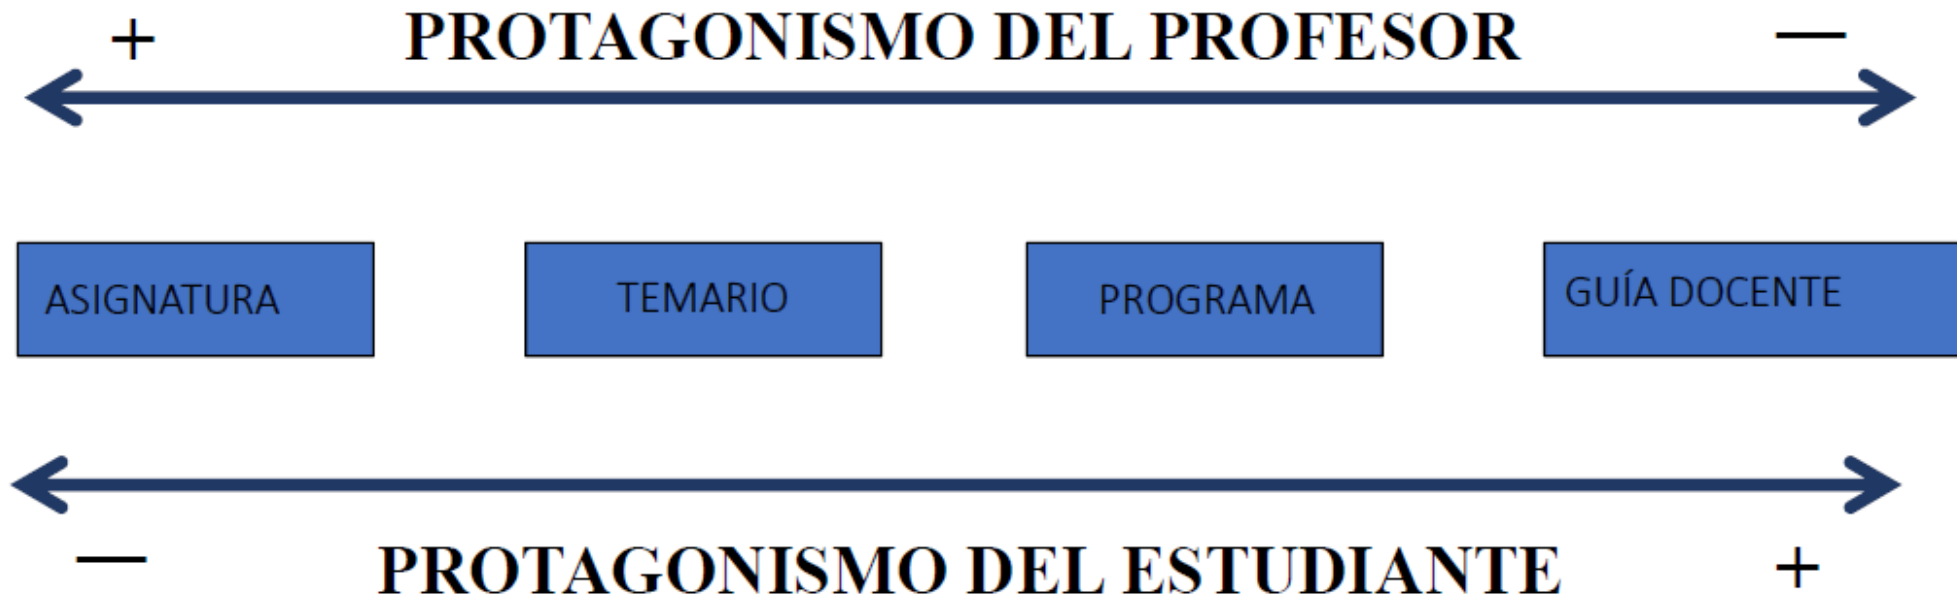 + PROTAGONISMO DEL PROFESOR —
ASIGNATURA TEMARIO PROGRAMA GUÍA DOCENTE
— PROTAGONISMO DEL ESTUDIANTE +